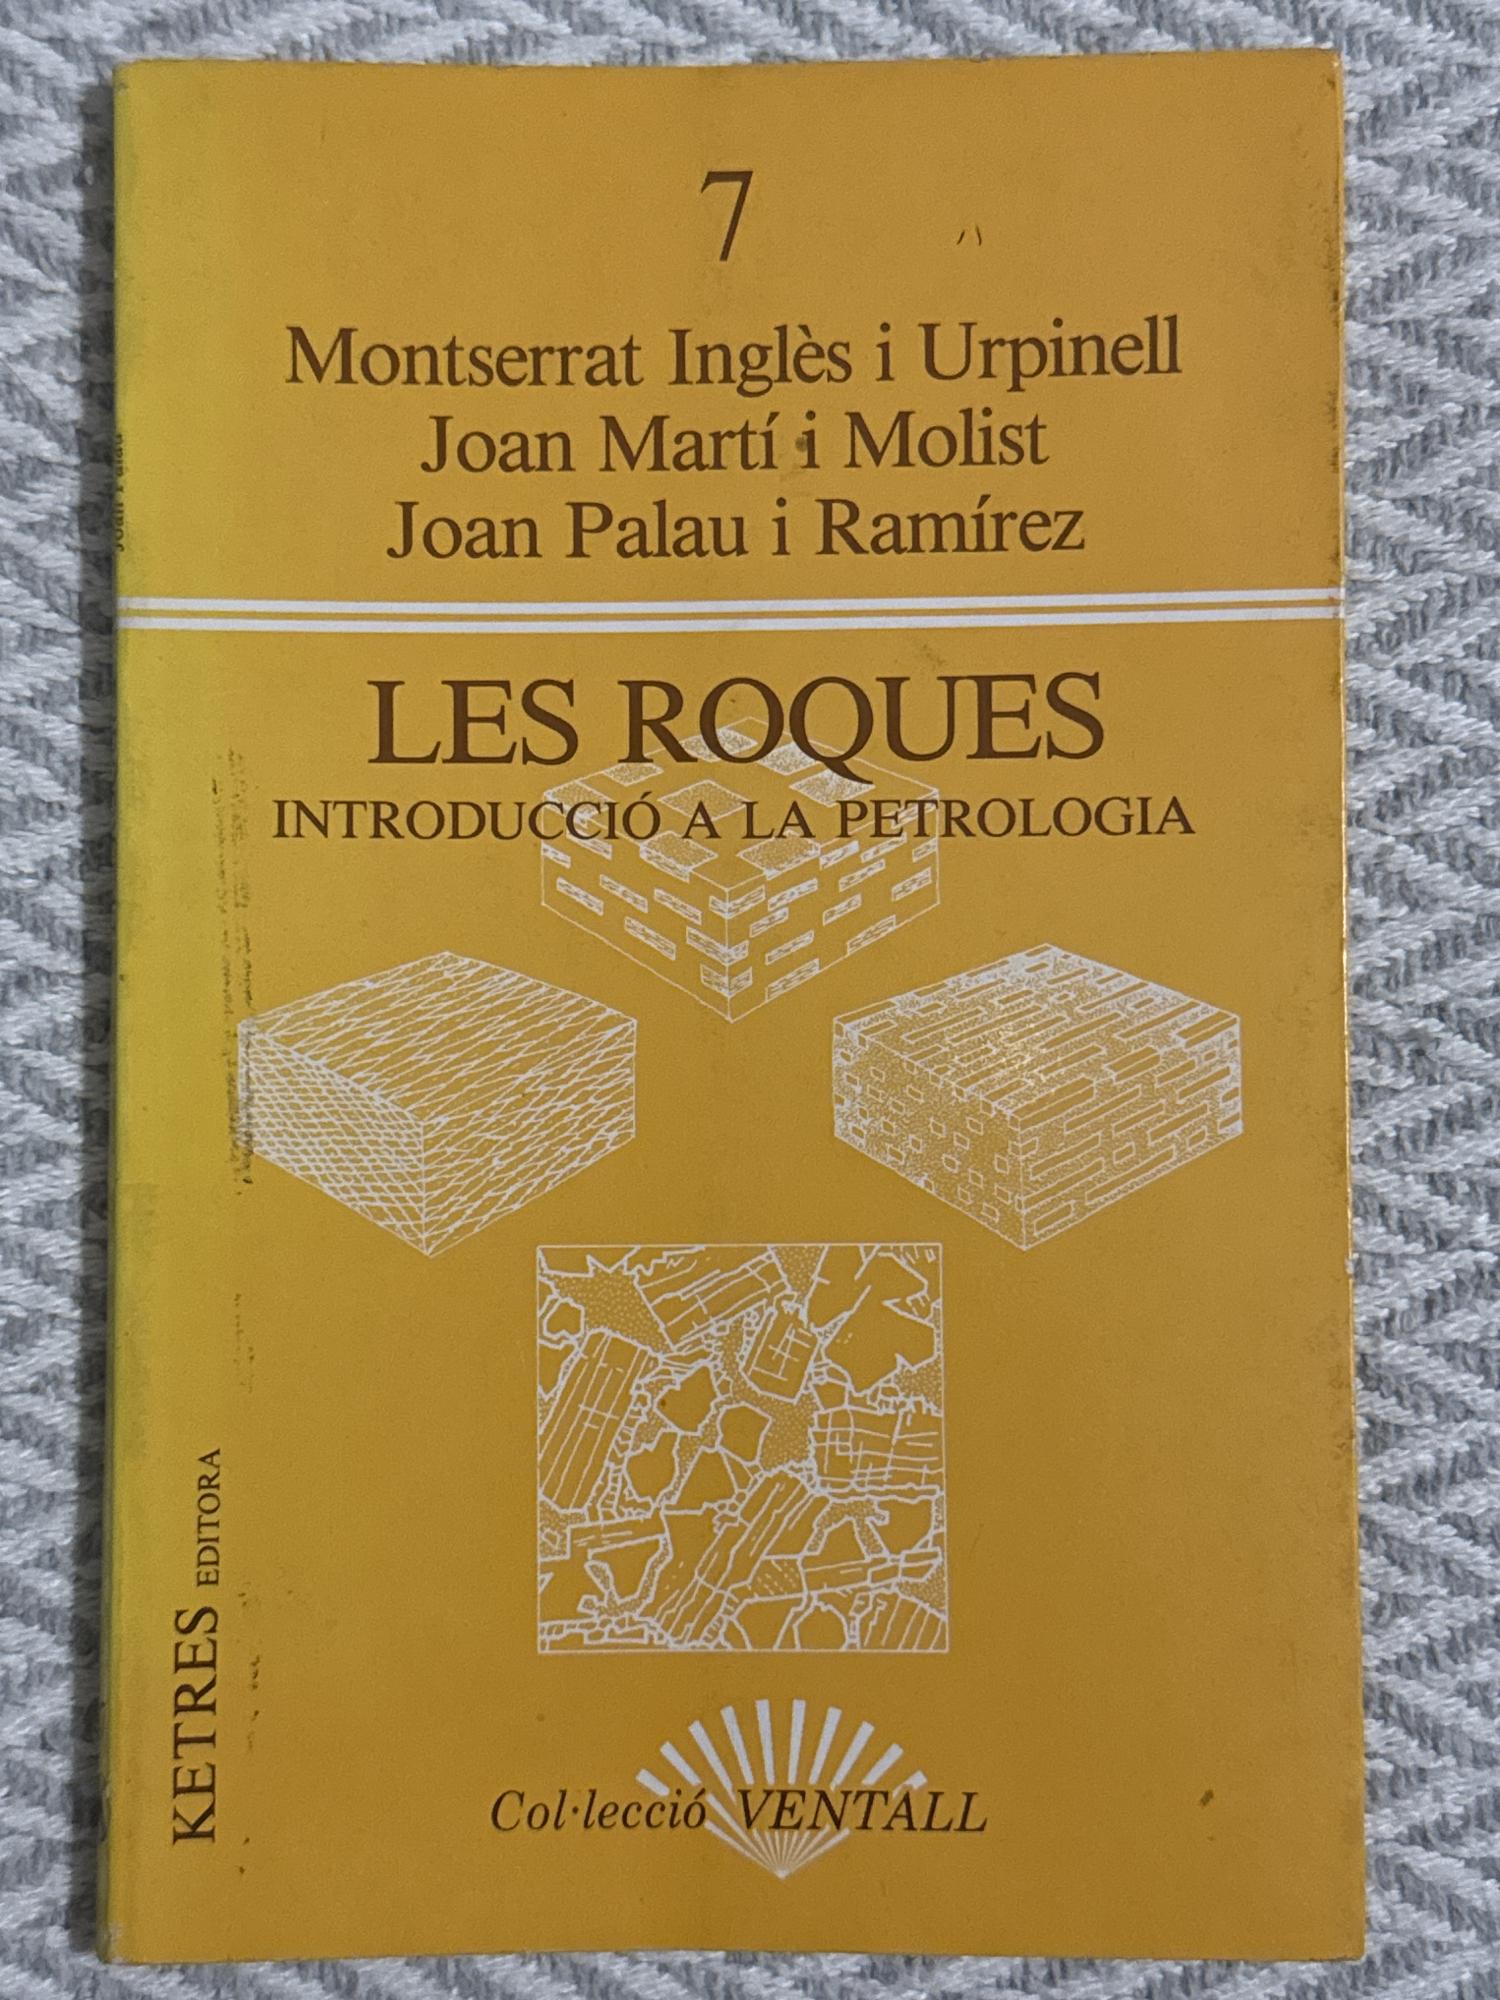 7
Montserrat Inglès i Urpinell
Joan Martí i Molist
Joan Palau i Ramírez
LES ROQUES
INTRODUCCIÓ A LA PETROLOGIA
KETRES EDITORA
Col·lecció VENTALL